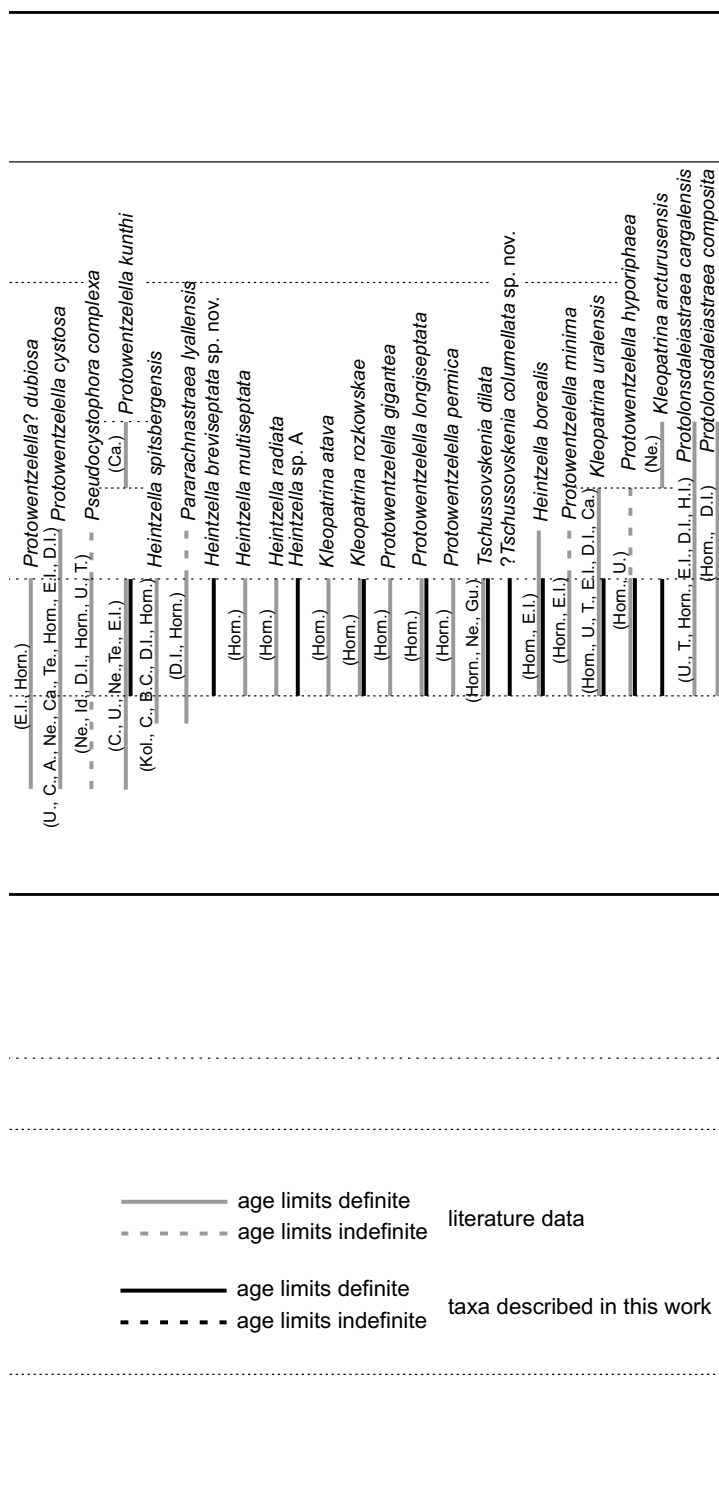 Protowentzelella? dubiosa
(E.I., Horn.)
Protowentzelella cystosa
(U., C., A., Ne., Ca., Te., Horn., E.I., D.I.)
Pseudocystophora complexa
(Ne., Id., D.I., Horn., U., T.)
Protowentzelella kunthi
(Ca.)
(C., U., Ne., Te., E.I.)
Heintzella spitsbergensis
(Kol., C., B.C., D.I., Horn.)
Pararachnastraea lyallensis
(D.I., Horn.)
Heintzella breviseptata sp. nov.
Heintzella multiseptata
(Horn.)
Heintzella radiata
(Horn.)
Heintzella sp. A
Kleopatrina atava
(Horn.)
Kleopatrina rozkowskae
(Horn.)
Protowentzelella gigantea
(Horn.)
Protowentzelella longiseptata
(Horn.)
Protowentzelella permica
(Horn.)
Tschussovskenia dilata
(Horn., Ne., Gu.)
?Tschussovskenia columellata sp. nov.
Heintzella borealis
(Horn., E.I.)
Protowentzelella minima
(Horn., E.I.)
Kleopatrina uralensis
(Horn., U., T., E.I., D.I., Ca.)
Protowentzelella hyporiphaea
(Horn., U.)
Kleopatrina arcturusensis
(Ne.)
Protolonsdaleiastraea cargalensis
(U., T., Horn., E.I., D.I., H.I.)
Protolonsdaleiastraea composita
(Horn., D.I.)
age limits definite
age limits indefinite
literature data
age limits definite
age limits indefinite
taxa described in this work